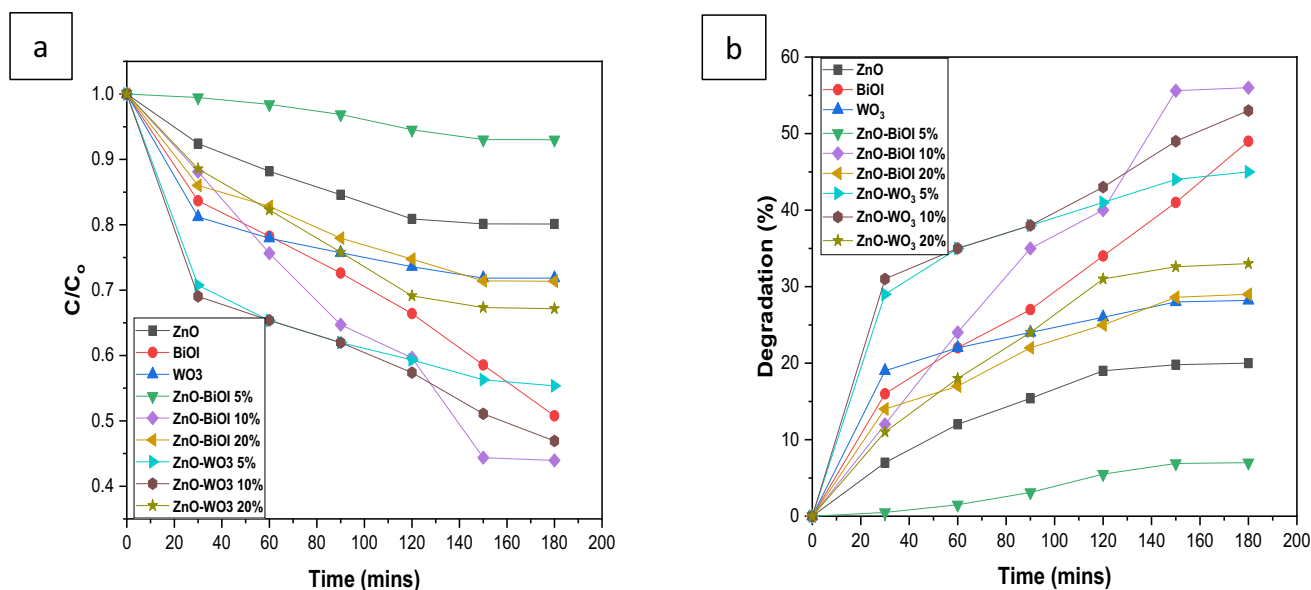 a
1.0
0.9
0.8
0.7
0.6
0.5
0.4
C/Co
ZnO
BiOI
WO3
ZnO-BiOI 5%
ZnO-BiOI 10%
ZnO-BiOI 20%
ZnO-WO3 5%
ZnO-WO3 10%
ZnO-WO3 20%
0 20 40 60 80 100 120 140 160 180 200
Time (mins)
b
60
50
40
30
20
10
0
Degradation (%)
ZnO
BiOI
WO₃
ZnO-BiOI 5%
ZnO-BiOI 10%
ZnO-BiOI 20%
ZnO-WO₃ 5%
ZnO-WO₃ 10%
ZnO-WO₃ 20%
0 20 40 60 80 100 120 140 160 180 200
Time (mins)